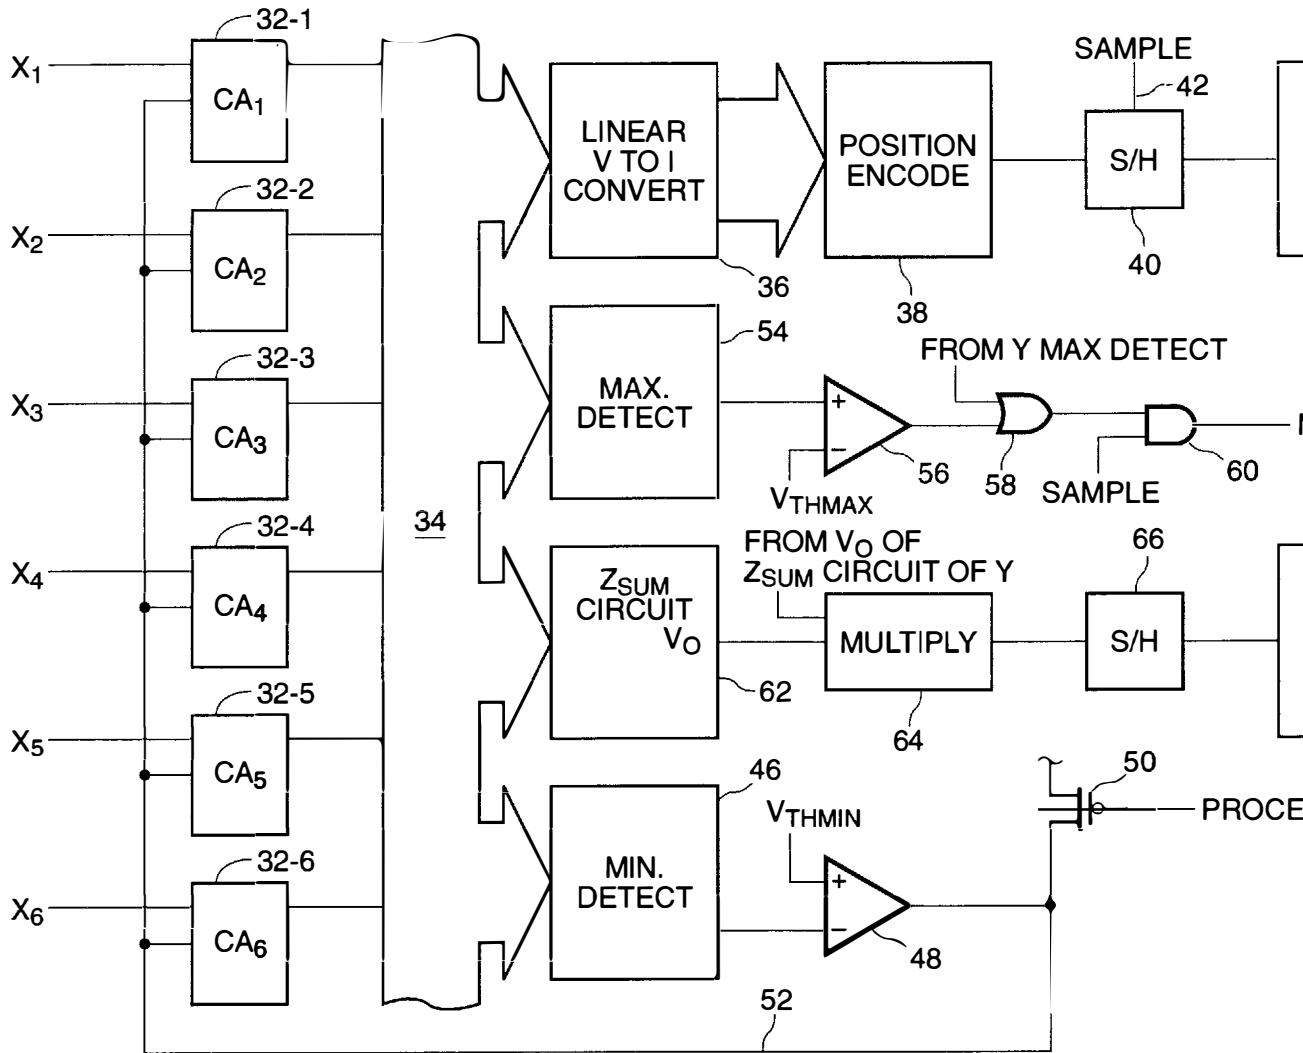 32-1
X1
CA1
32-2
X2
CA2
32-3
X3
CA3
32-4
X4
CA4
32-5
X5
CA5
32-6
X6
CA6
34
LINEAR
V TO I
CONVERT
36
POSITION
ENCODE
38
SAMPLE
42
S/H
40
54
MAX.
DETECT
+
−
VTHMAX
56
FROM Y MAX DETECT
58
SAMPLE
60
ZSUM
CIRCUIT
VO
62
FROM VO OF
ZSUM CIRCUIT OF Y
MULTIPLY
64
66
S/H
46
MIN.
DETECT
VTHMIN
+
−
48
50
PROCE
52